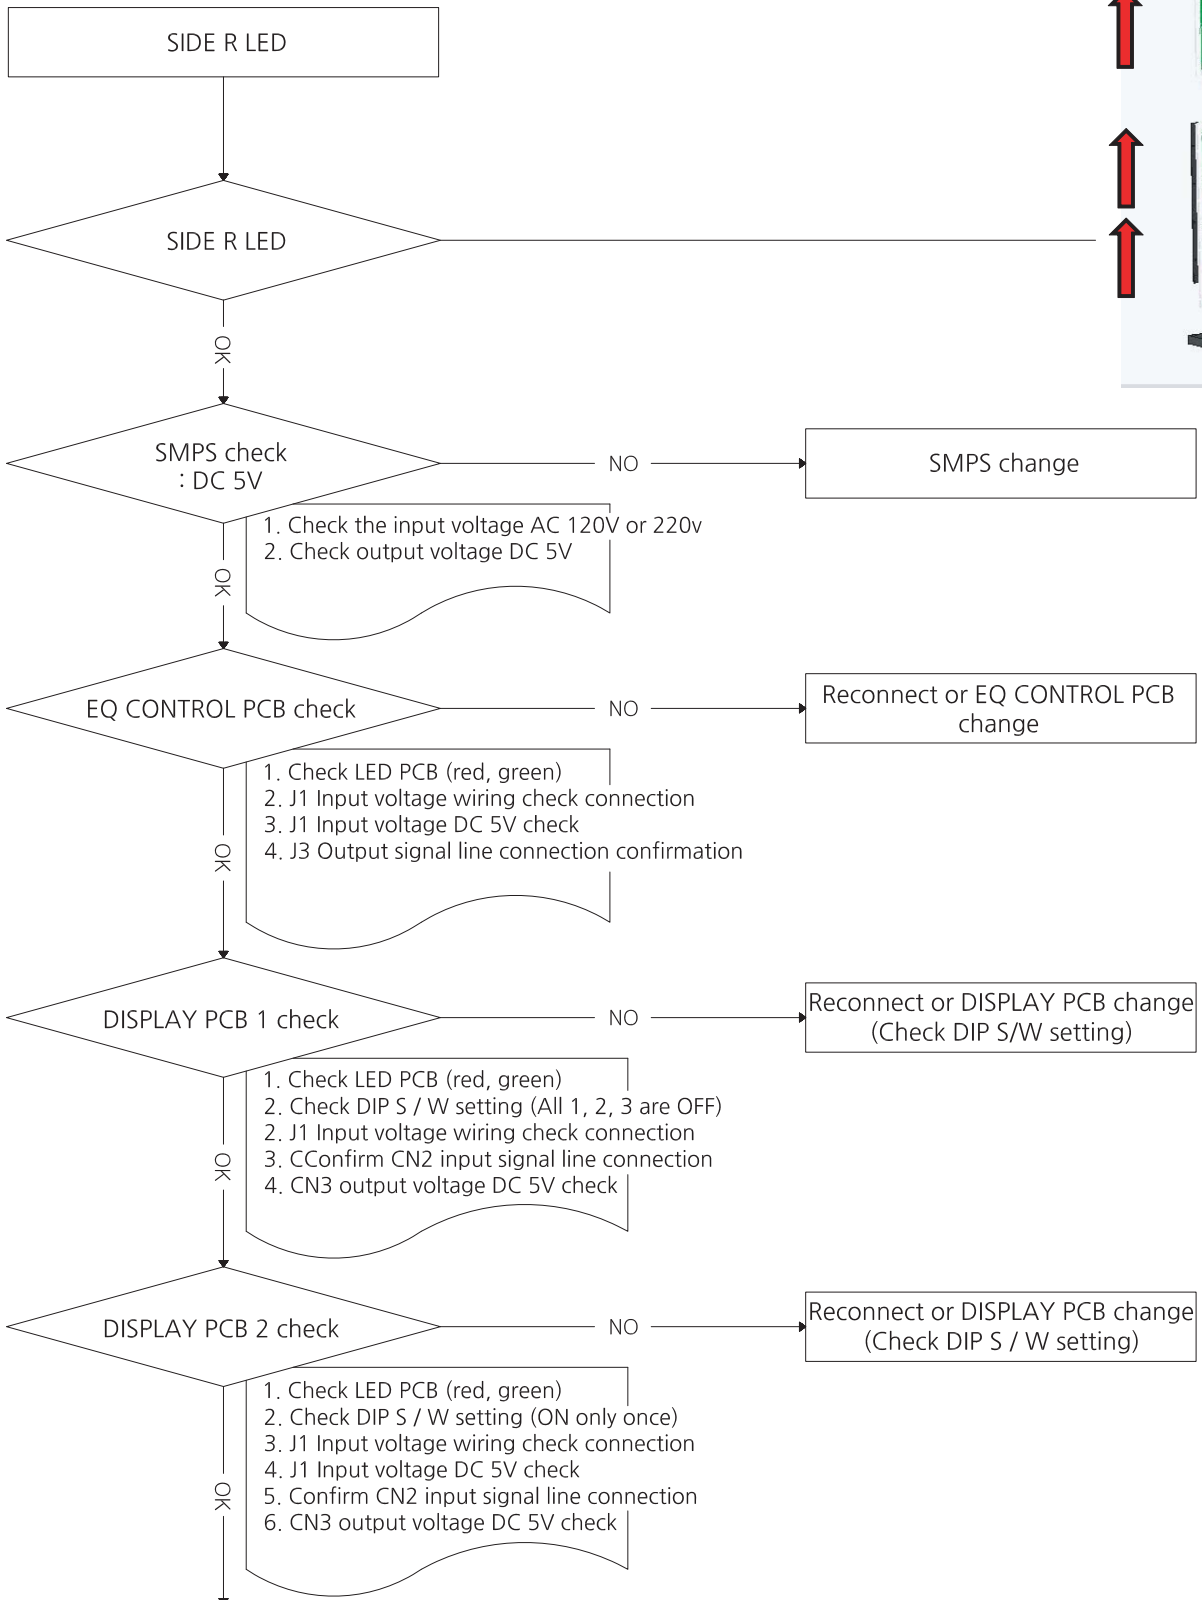 SIDE R LED
SIDE R LED
OK
SMPS check
: DC 5V
NO
SMPS change
1. Check the input voltage AC 120V or 220v
2. Check output voltage DC 5V
OK
EQ CONTROL PCB check
NO
Reconnect or EQ CONTROL PCB
change
1. Check LED PCB (red, green)
2. J1 Input voltage wiring check connection
3. J1 Input voltage DC 5V check
4. J3 Output signal line connection confirmation
OK
DISPLAY PCB 1 check
NO
Reconnect or DISPLAY PCB change
(Check DIP S/W setting)
1. Check LED PCB (red, green)
2. Check DIP S / W setting (All 1, 2, 3 are OFF)
2. J1 Input voltage wiring check connection
3. CConfirm CN2 input signal line connection
4. CN3 output voltage DC 5V check
OK
DISPLAY PCB 2 check
NO
Reconnect or DISPLAY PCB change
(Check DIP S / W setting)
1. Check LED PCB (red, green)
2. Check DIP S / W setting (ON only once)
3. J1 Input voltage wiring check connection
4. J1 Input voltage DC 5V check
5. Confirm CN2 input signal line connection
6. CN3 output voltage DC 5V check
OK